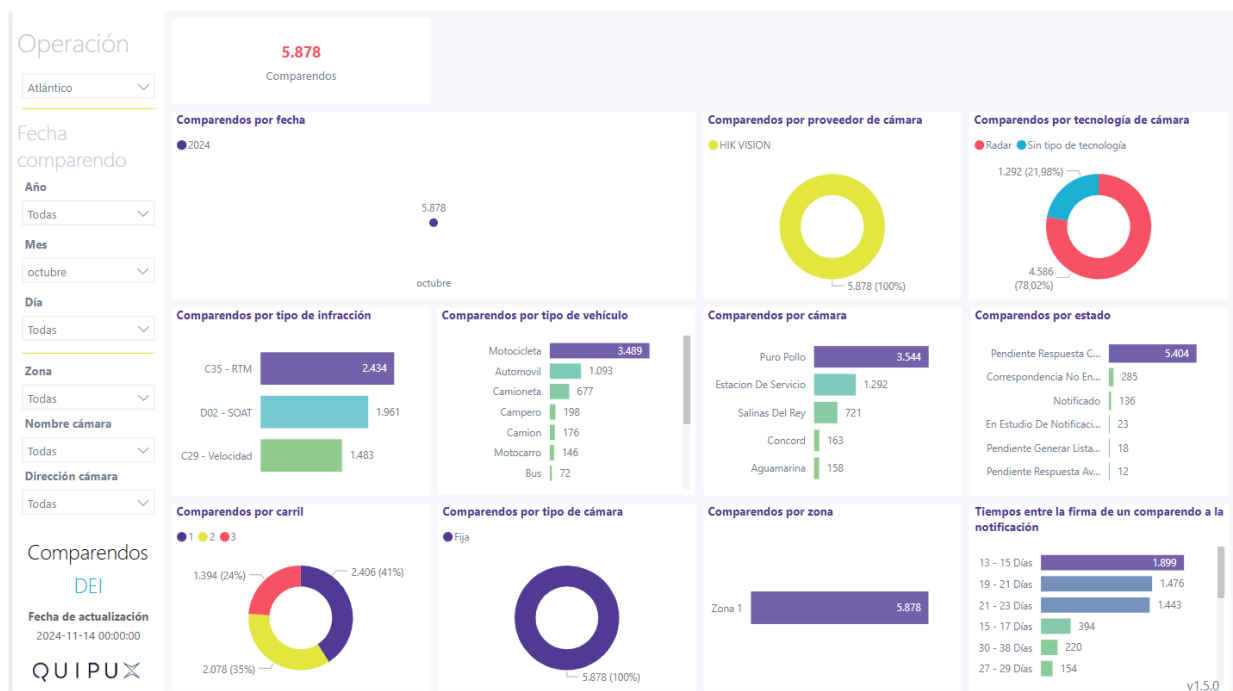 Operación
Atlántico
Fecha
comparendo
Año
Todas
Mes
octubre
Día
Todas
Zona
Todas
Nombre cámara
Todas
Dirección cámara
Todas
Comparendos
DEI
Fecha de actualización
2024-11-14 00:00:00
QUIPUX
5.878
Comparendos
Comparendos por fecha
2024
5.878
octubre
Comparendos por proveedor de cámara
HIK VISION
5.878 (100%)
Comparendos por tecnología de cámara
Radar Sin tipo de tecnología
1.292 (21,98%)
4.586
(78,02%)
Comparendos por tipo de infracción
C35 - RTM 2.434
D02 - SOAT 1.961
C29 - Velocidad 1.483
Comparendos por tipo de vehículo
Motocicleta 3.489
Automovil 1.093
Camioneta 677
Campero 198
Camion 176
Motocarro 146
Bus 72
Comparendos por cámara
Puro Pollo 3.544
Estacion De Servicio 1.292
Salinas Del Rey 721
Concord 163
Aguamarina 158
Comparendos por estado
Pendiente Respuesta C... 5.404
Correspondencia No En... 285
Notificado 136
En Estudio De Notificaci... 23
Pendiente Generar Lista... 18
Pendiente Respuesta Av... 12
Comparendos por carril
1 2 3
1.394 (24%)
2.406 (41%)
2.078 (35%)
Comparendos por tipo de cámara
Fija
5.878 (100%)
Comparendos por zona
Zona 1 5.878
Tiempos entre la firma de un comparendo a la
notificación
13 - 15 Días 1.899
19 - 21 Días 1.476
21 - 23 Días 1.443
15 - 17 Días 394
30 - 38 Días 220
27 - 29 Días 154
v1.5.0